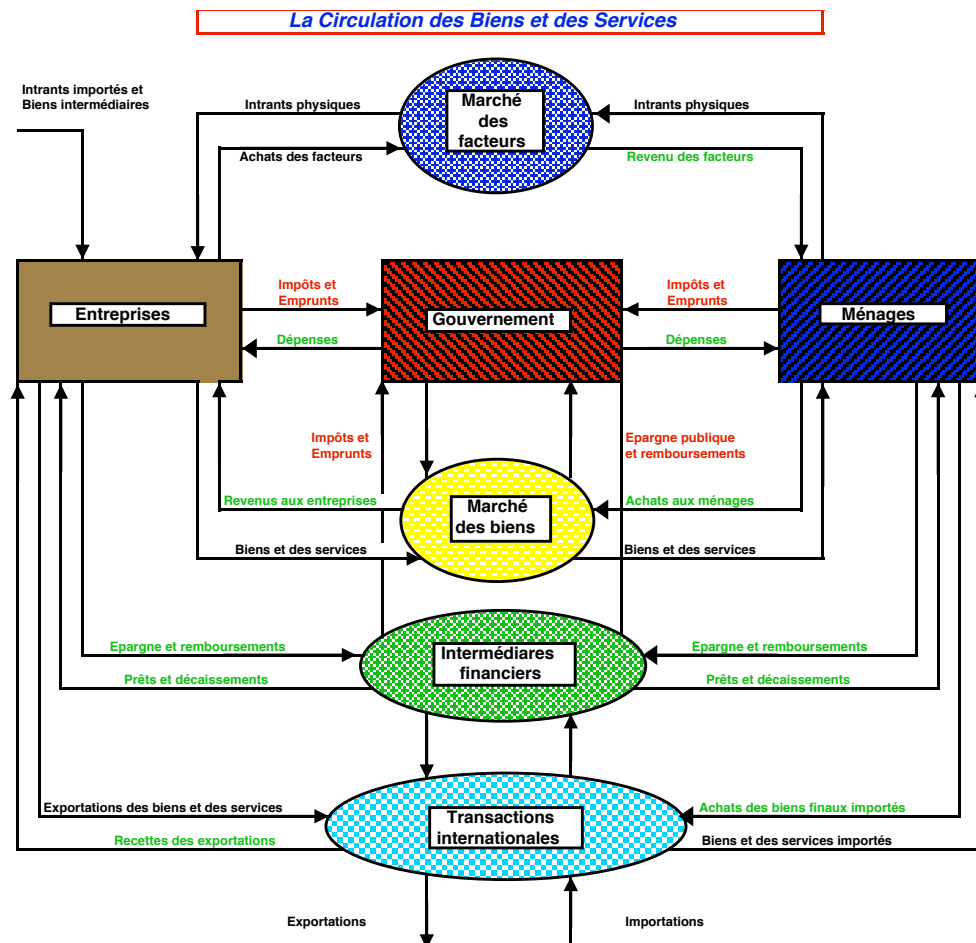 La Circulation des Biens et des Services
Intrants importés et
Biens intermédiaires
Intrants physiques
Marché
des
facteurs
Intrants physiques
Achats des facteurs
Revenu des facteurs
Entreprises
Impôts et
Emprunts
Gouvernement
Impôts et
Emprunts
Ménages
Dépenses
Dépenses
Impôts et
Emprunts
Epargne publique
et remboursements
Revenus aux entreprises
Marché
des biens
Achats aux ménages
Biens et des services
Biens et des services
Epargne et remboursements
Intermédiares
financiers
Epargne et remboursements
Prêts et décaissements
Prêts et décaissements
Exportations des biens et des services
Transactions
internationales
Achats des biens finaux importés
Recettes des exportations
Biens et des services importés
Exportations
Importations